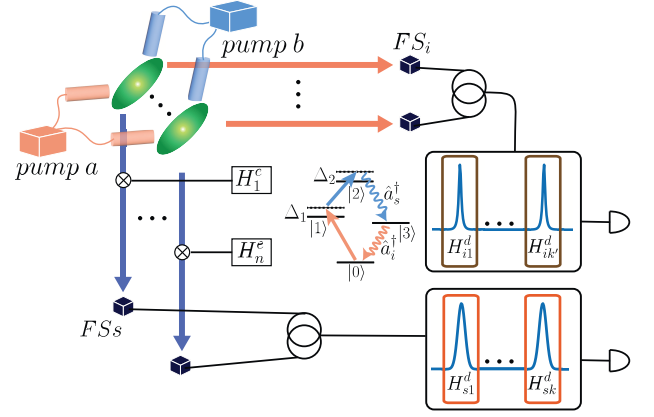 pump b
FS_i
pump a
H_1^c
H_n^e
Δ_2
|2⟩
â_s^†
Δ_1
|1⟩
|3⟩
â_i^†
|0⟩
H_{i1}^d
H_{ik'}^d
FSs
H_{s1}^d
H_{sk}^d